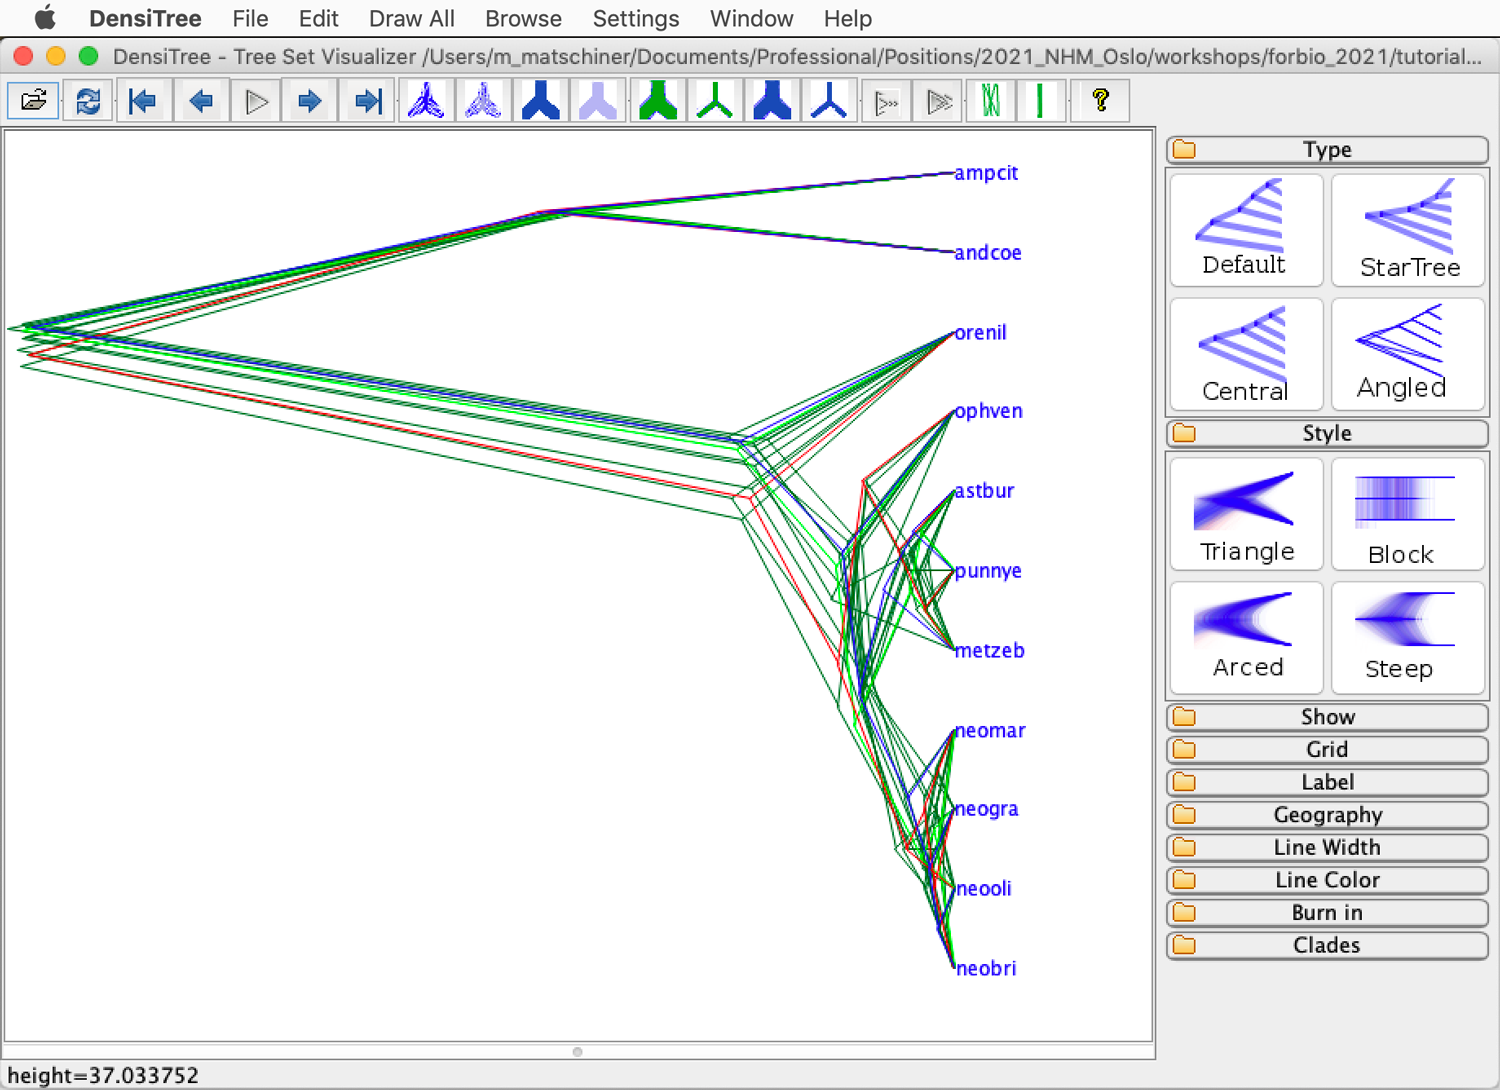 DensiTree File Edit Draw All Browse Settings Window Help
DensiTree - Tree Set Visualizer /Users/m_matschiner/Documents/Professional/Positions/2021_NHM_Oslo/workshops/forbio_2021/tutorial...
?
ampcit
andcoe
orenil
ophven
astbur
punnye
metzeb
neomar
neogra
neooli
neobri
Type
Default StarTree
Central Angled
Style
Triangle Block
Arced Steep
Show
Grid
Label
Geography
Line Width
Line Color
Burn in
Clades
height=37.033752